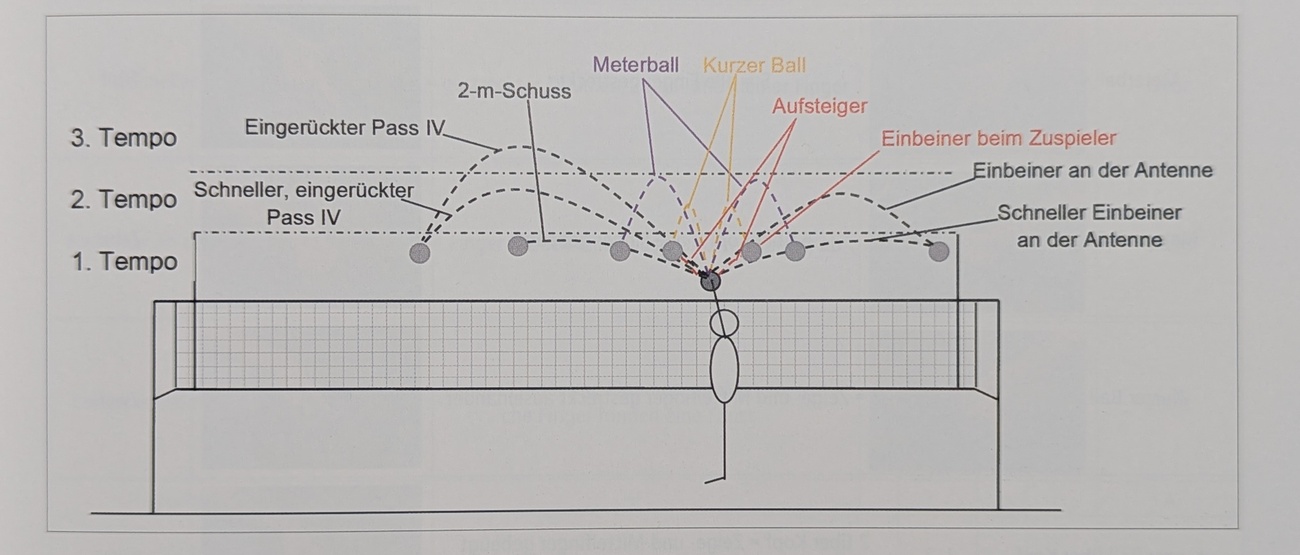 Meterball
Kurzer Ball
2-m-Schuss
Aufsteiger
Eingerückter Pass IV
3. Tempo
Einbeiner beim Zuspieler
Einbeiner an der Antenne
2. Tempo
Schneller, eingerückter
Pass IV
Schneller Einbeiner
an der Antenne
1. Tempo